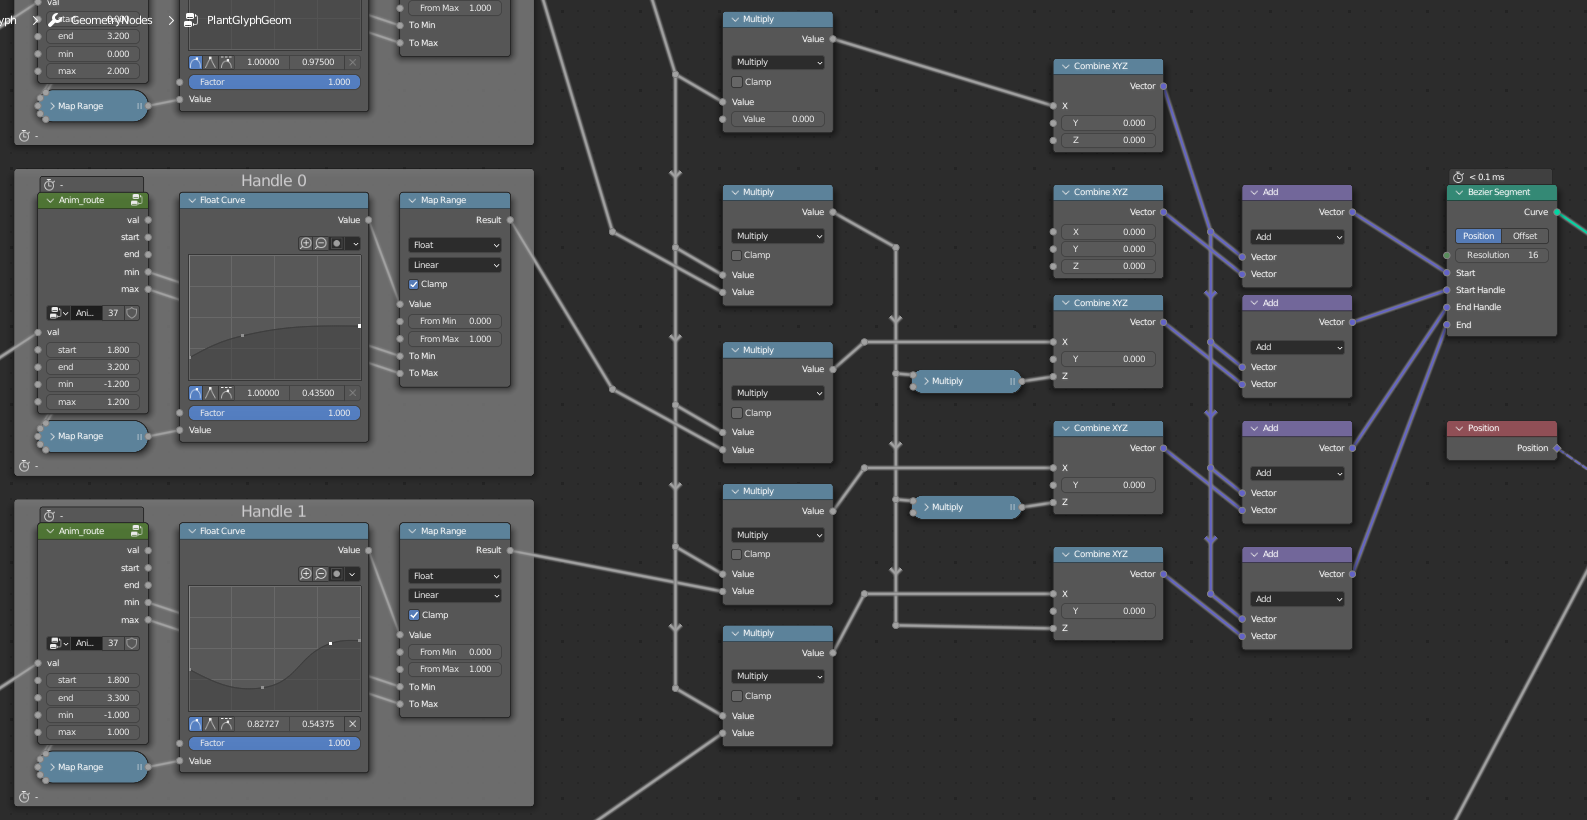 yph > GeometryNodes > PlantGlyphGeom
val
start 0.000
end 3.200
min 0.000
max 2.000
Map Range
-
1.00000 0.97500
Factor 1.000
Value
From Max 1.000
To Min
To Max
Handle 0
-
Anim_route
val
start
end
min
max
Ani... 37
val
start 1.800
end 3.200
min -1.200
max 1.200
Map Range
-
Float Curve
Value
1.00000 0.43500
Factor 1.000
Value
Map Range
Result
Float
Linear
Clamp
Value
From Min 0.000
From Max 1.000
To Min
To Max
Handle 1
-
Anim_route
val
start
end
min
max
Ani... 37
val
start 1.800
end 3.300
min -1.000
max 1.000
Map Range
-
Float Curve
Value
0.82727 0.54375
Factor 1.000
Value
Map Range
Result
Float
Linear
Clamp
Value
From Min 0.000
From Max 1.000
To Min
To Max
Multiply
Value
Multiply
Clamp
Value
Value 0.000
Multiply
Value
Multiply
Clamp
Value
Value
Multiply
Value
Multiply
Clamp
Value
Value
Multiply
Value
Multiply
Clamp
Value
Value
Multiply
Value
Multiply
Clamp
Value
Value
Multiply
Multiply
Combine XYZ
Vector
X
Y 0.000
Z 0.000
Combine XYZ
Vector
X 0.000
Y 0.000
Z 0.000
Combine XYZ
Vector
X
Y 0.000
Z
Combine XYZ
Vector
X
Y 0.000
Z
Combine XYZ
Vector
X
Y 0.000
Z
Add
Vector
Add
Vector
Vector
Add
Vector
Add
Vector
Vector
Add
Vector
Add
Vector
Vector
Add
Vector
Add
Vector
Vector
< 0.1 ms
Bezier Segment
Curve
Position Offset
Resolution 16
Start
Start Handle
End Handle
End
Position
Position